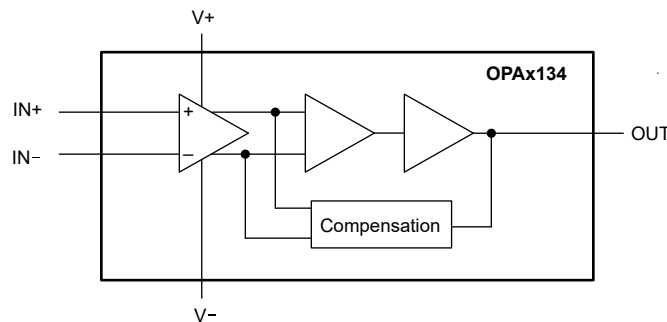 V+
OPAx134
IN+
+
IN−
−
OUT
Compensation
V−